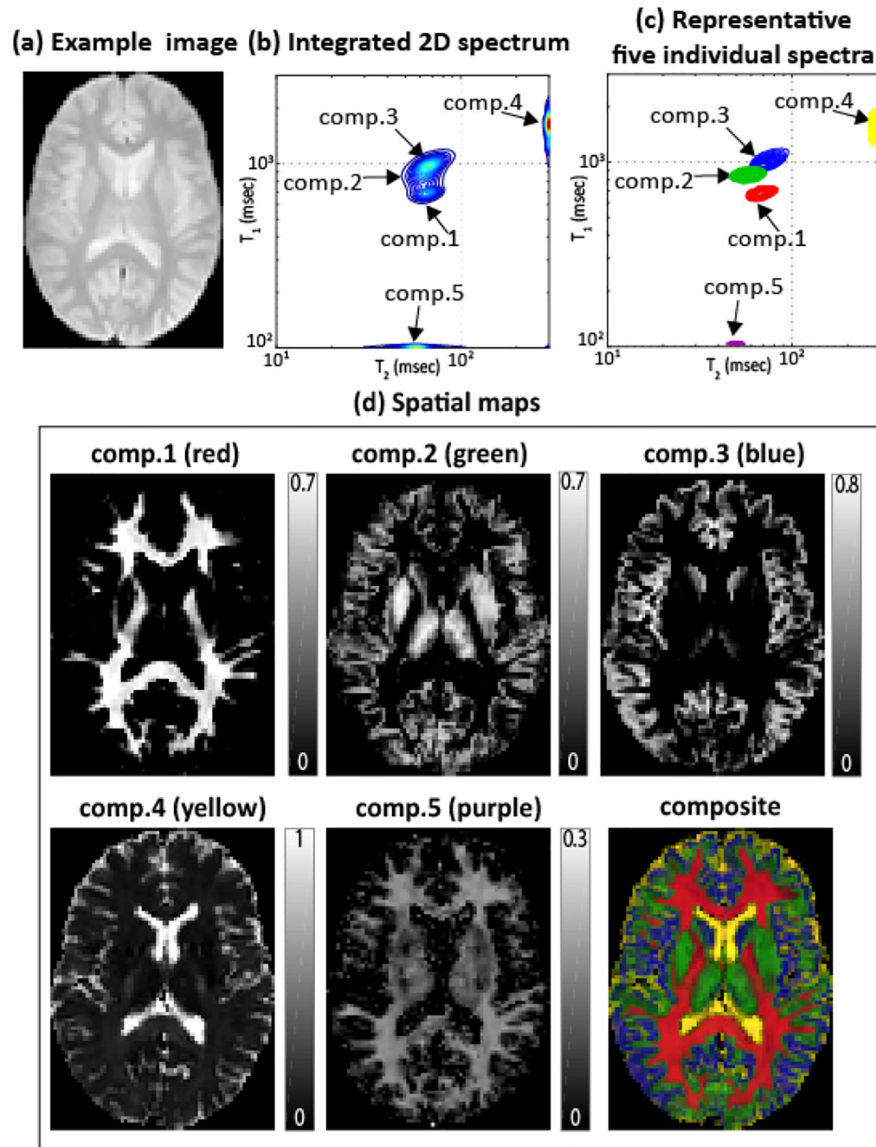 (a) Example image
(b) Integrated 2D spectrum
(c) Representative
five individual spectra
comp.3
comp.4
comp.2
comp.1
comp.5
10³
10²
10¹
10²
T₁ (msec)
T₂ (msec)
comp.4
comp.3
comp.2
comp.1
comp.5
10³
10²
10¹
10²
T₁ (msec)
T₂ (msec)
(d) Spatial maps
comp.1 (red)
comp.2 (green)
comp.3 (blue)
0.7
0
0.7
0
0.8
0
comp.4 (yellow)
comp.5 (purple)
composite
1
0
0.3
0